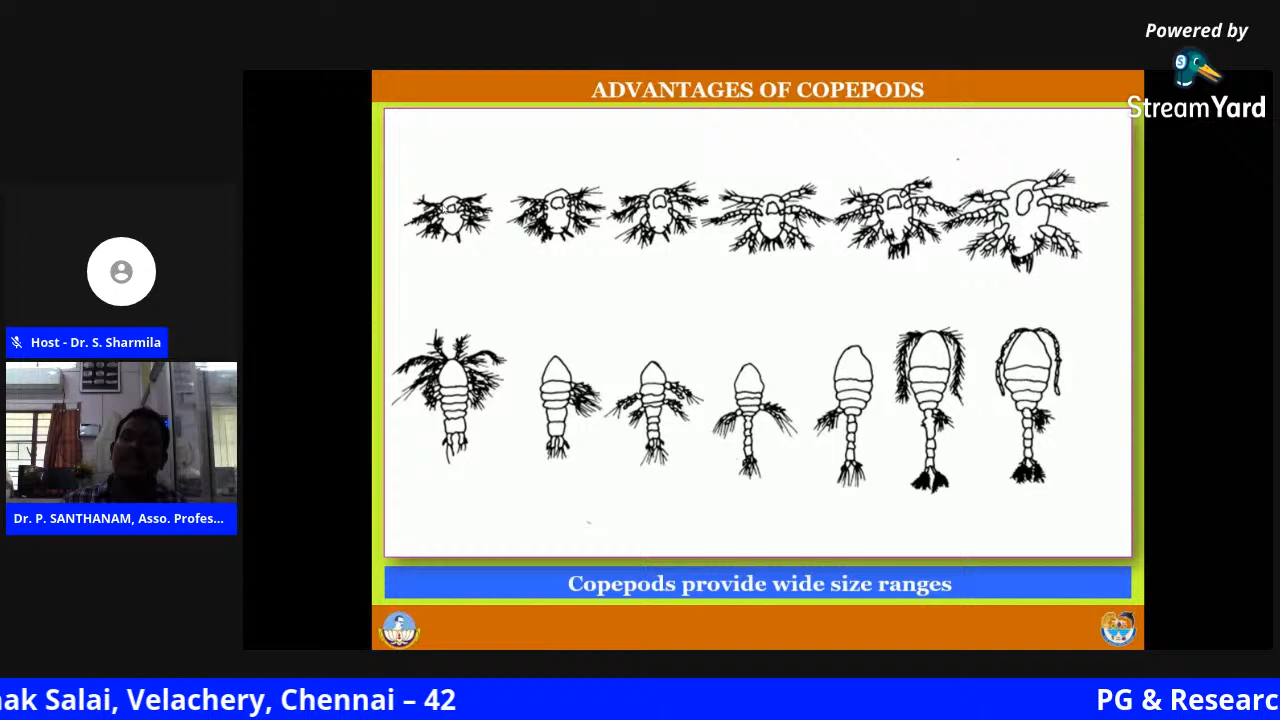 Powered by
StreamYard
ADVANTAGES OF COPEPODS
Host - Dr. S. Sharmila
Dr. P. SANTHANAM, Asso. Profes...
Copepods provide wide size ranges
Salai, Velachery, Chennai – 42
PG & Researc